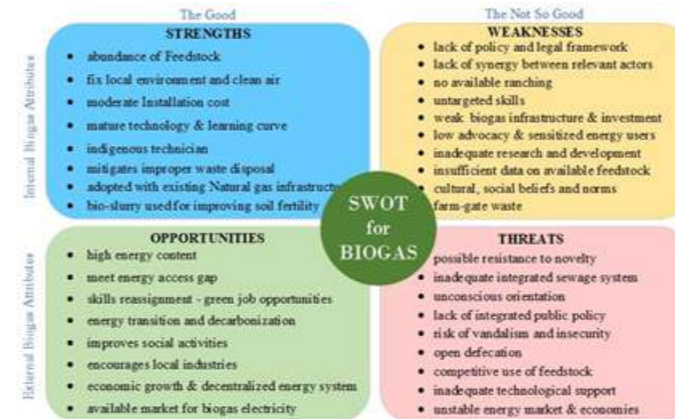 The Good
The Not So Good
Internal Biogas Attributes
STRENGTHS
abundance of Feedstock
fix local environment and clean air
moderate Installation cost
mature technology & learning curve
indigenous technician
mitigates improper waste disposal
adopted with existing Natural gas infrastructu
bio-slurry used for improving soil fertility
WEAKNESSES
lack of policy and legal framework
lack of synergy between relevant actors
no available ranching
untargeted skills
weak biogas infrastructure & investment
low advocacy & sensitized energy users
inadequate research and development
insufficient data on available feedstock
cultural, social beliefs and norms
farm-gate waste
SWOT
for
BIOGAS
External Biogas Attributes
OPPORTUNITIES
high energy content
meet energy access gap
skills reassignment - green job opportunities
energy transition and decarbonization
improves social activities
encourages local industries
economic growth & decentralized energy system
available market for biogas electricity
THREATS
possible resistance to novelty
inadequate integrated sewage system
unconscious orientation
lack of integrated public policy
risk of vandalism and insecurity
open defecation
competitive use of feedstock
inadequate technological support
unstable energy market & economies